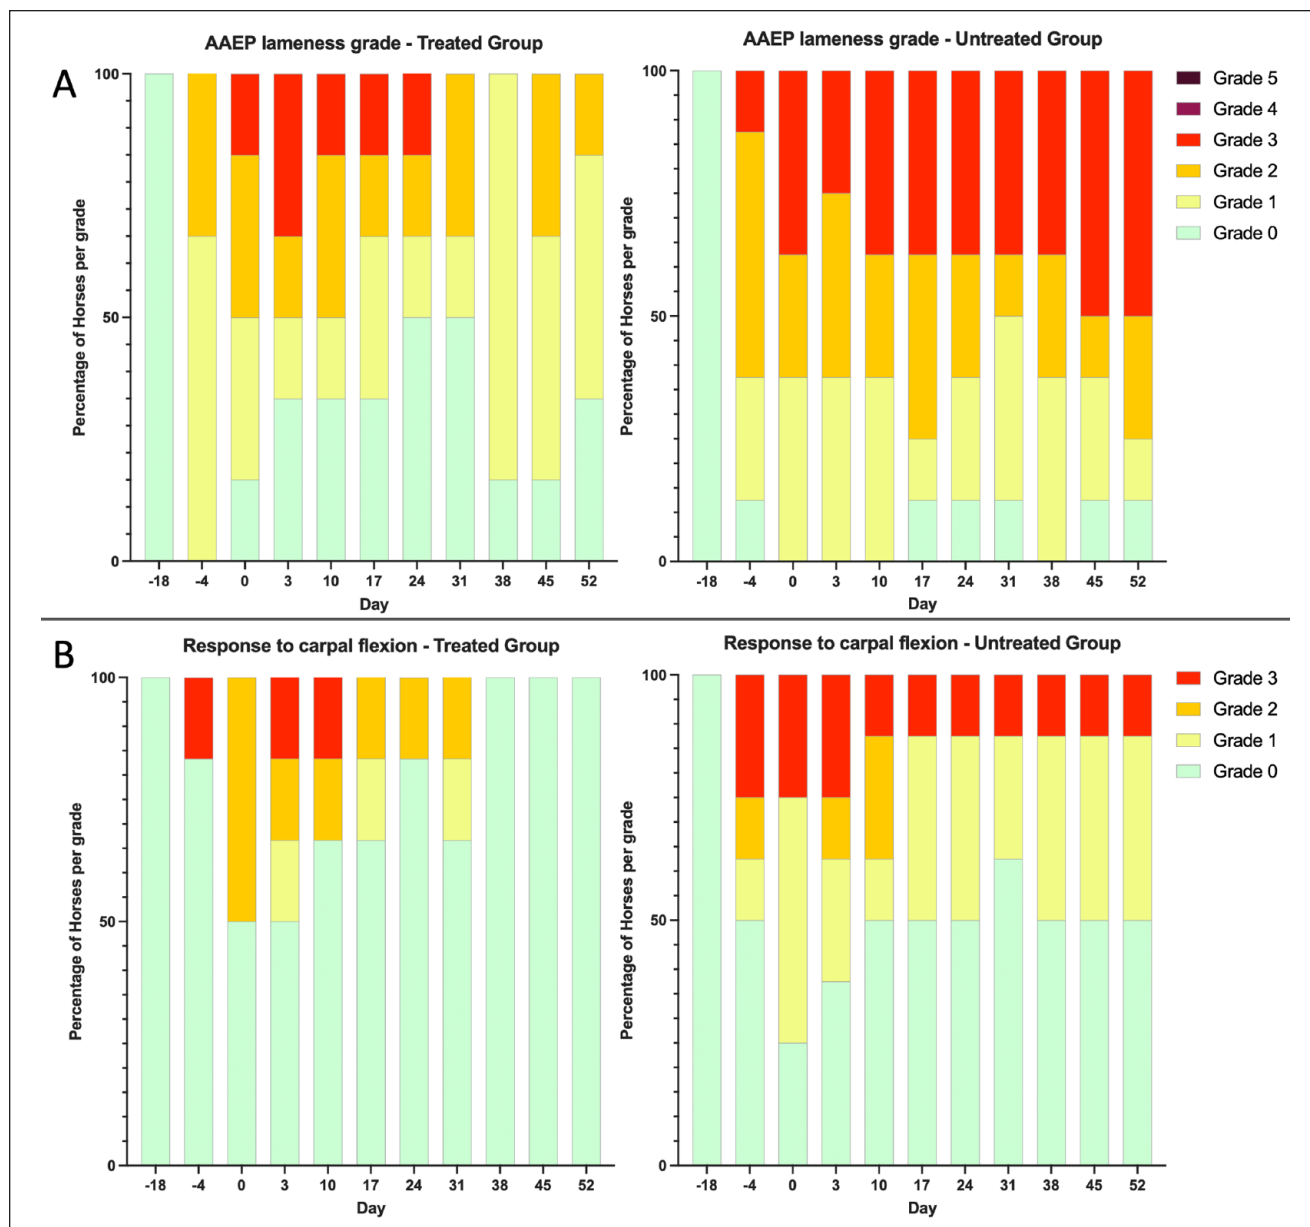 A
AAEP lameness grade - Treated Group
Percentage of Horses per grade
100
50
0
-18 -4 0 3 10 17 24 31 38 45 52
Day
AAEP lameness grade - Untreated Group
Percentage of Horses per grade
100
50
0
-18 -4 0 3 10 17 24 31 38 45 52
Day
Grade 5
Grade 4
Grade 3
Grade 2
Grade 1
Grade 0
B
Response to carpal flexion - Treated Group
Percentage of Horses per grade
100
50
0
-18 -4 0 3 10 17 24 31 38 45 52
Day
Response to carpal flexion - Untreated Group
Percentage of Horses per grade
100
50
0
-18 -4 0 3 10 17 24 31 38 45 52
Day
Grade 3
Grade 2
Grade 1
Grade 0